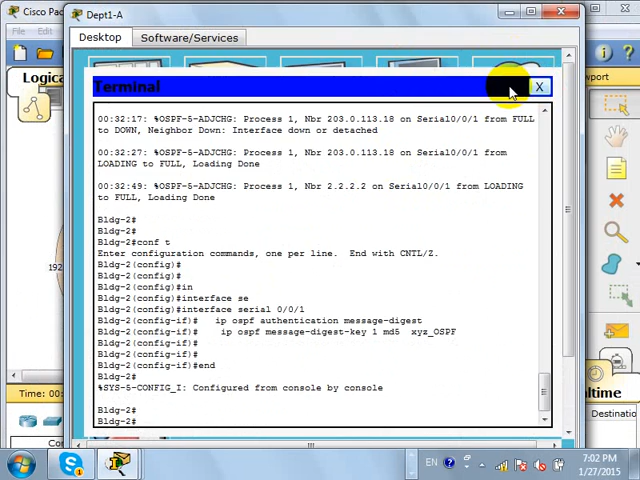 Cisco Pac
Dept1-A
File
Desktop
Software/Services
Logica
wport
Terminal
X
00:32:17: %OSPF-5-ADJCHG: Process 1, Nbr 203.0.113.18 on Serial0/0/1 from FULL
to DOWN, Neighbor Down: Interface down or detached
00:32:27: %OSPF-5-ADJCHG: Process 1, Nbr 203.0.113.18 on Serial0/0/1 from
LOADING to FULL, Loading Done
00:32:49: %OSPF-5-ADJCHG: Process 1, Nbr 2.2.2.2 on Serial0/0/1 from LOADING
to FULL, Loading Done
Bldg-2#
Bldg-2#
Bldg-2#conf t
Enter configuration commands, one per line.  End with CNTL/Z.
Bldg-2(config)#
Bldg-2(config)#
Bldg-2(config)#in
Bldg-2(config)#interface se
Bldg-2(config)#interface serial 0/0/1
Bldg-2(config-if)#   ip ospf authentication message-digest
Bldg-2(config-if)#    ip ospf message-digest-key 1 md5  xyz_OSPF
Bldg-2(config-if)#
Bldg-2(config-if)#
Bldg-2(config-if)#end
Bldg-2#
%SYS-5-CONFIG_I: Configured from console by console
Bldg-2#
Bldg-2#
192
Time: 00:
altime
Con
Destinatio
EN
7:02 PM
1/27/2015